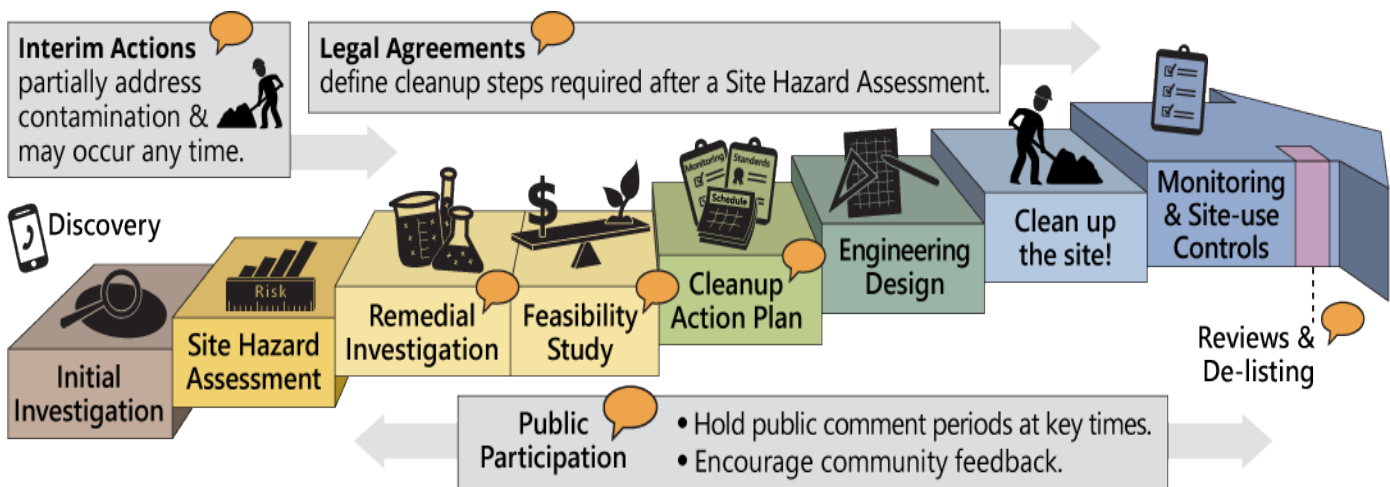 Interim Actions
partially address
contamination &
may occur any time.
Legal Agreements
define cleanup steps required after a Site Hazard Assessment.
Discovery
Initial
Investigation
Risk
Site Hazard
Assessment
Remedial
Investigation
$
Feasibility
Study
Monitoring
Standards
Schedule
Cleanup
Action Plan
Engineering
Design
Clean up
the site!
Monitoring
& Site-use
Controls
Reviews &
De-listing
Public
Participation
• Hold public comment periods at key times.
• Encourage community feedback.